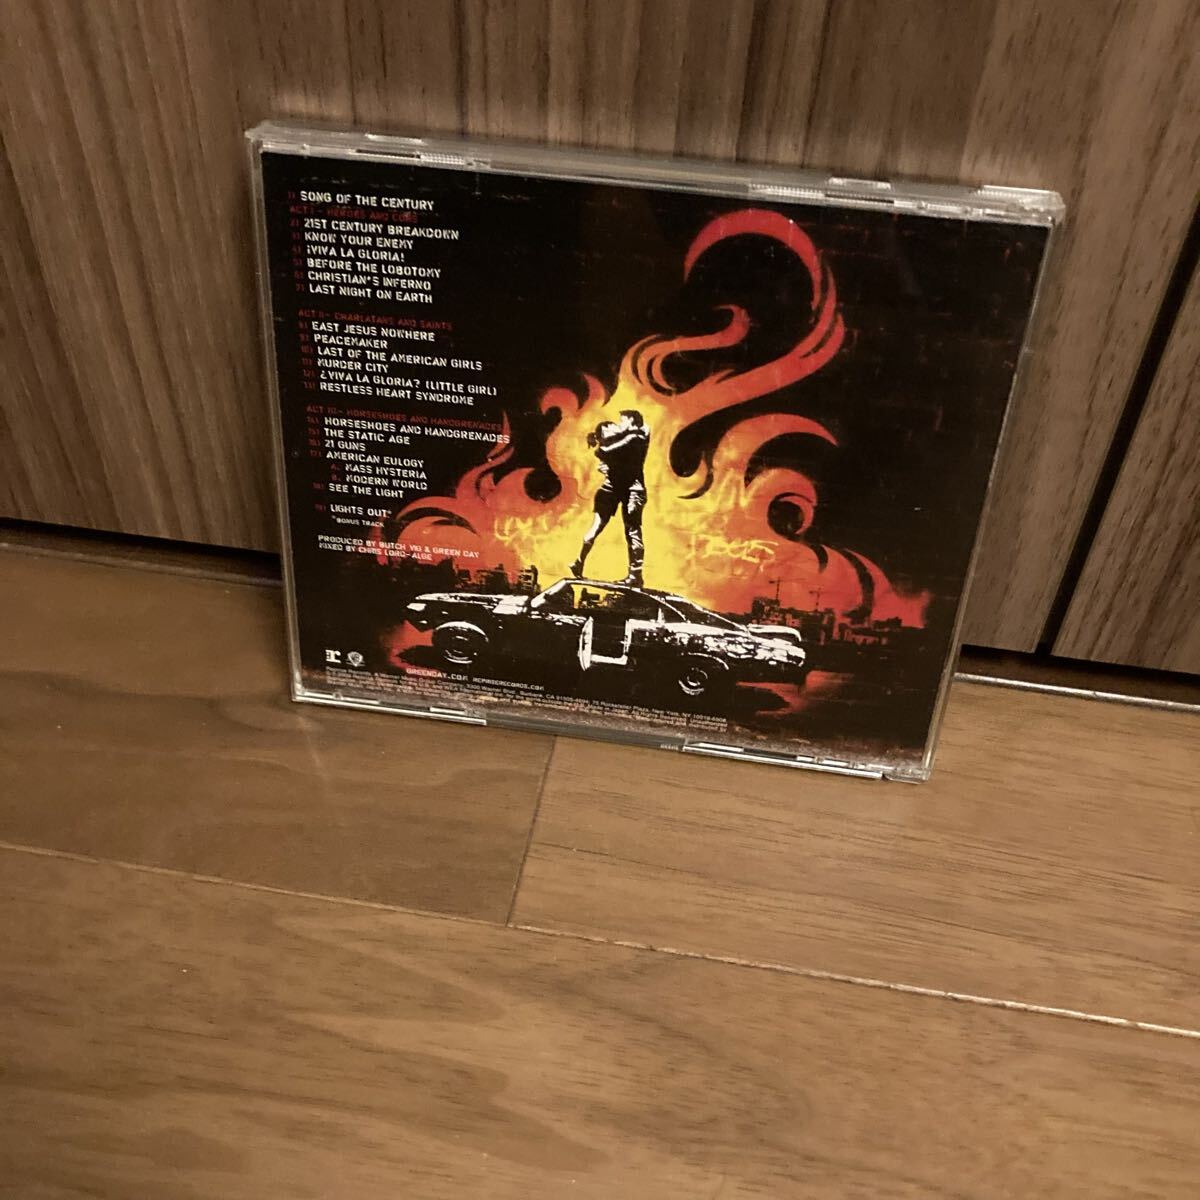 1) SONG OF THE CENTURY
ACT I - HEROES AND CONS
2) 21ST CENTURY BREAKDOWN
3) KNOW YOUR ENEMY
4) ¡VIVA LA GLORIA!
5) BEFORE THE LOBOTOMY
6) CHRISTIAN'S INFERNO
7) LAST NIGHT ON EARTH
ACT II - CHARLATANS AND SAINTS
8) EAST JESUS NOWHERE
9) PEACEMAKER
10) LAST OF THE AMERICAN GIRLS
11) MURDER CITY
12) ¿VIVA LA GLORIA? (LITTLE GIRL)
13) RESTLESS HEART SYNDROME
ACT III - HORSESHOES AND HANDGRENADES
14) HORSESHOES AND HANDGRENADES
15) THE STATIC AGE
16) 21 GUNS
17) AMERICAN EULOGY
A. MASS HYSTERIA
B. MODERN WORLD
18) SEE THE LIGHT
19) LIGHTS OUT*
*BONUS TRACK
PRODUCED BY BUTCH VIG & GREEN DAY
MIXED BY CHRIS LORD-ALGE
r
WB
GREENDAY.COM REPRISERECORDS.COM